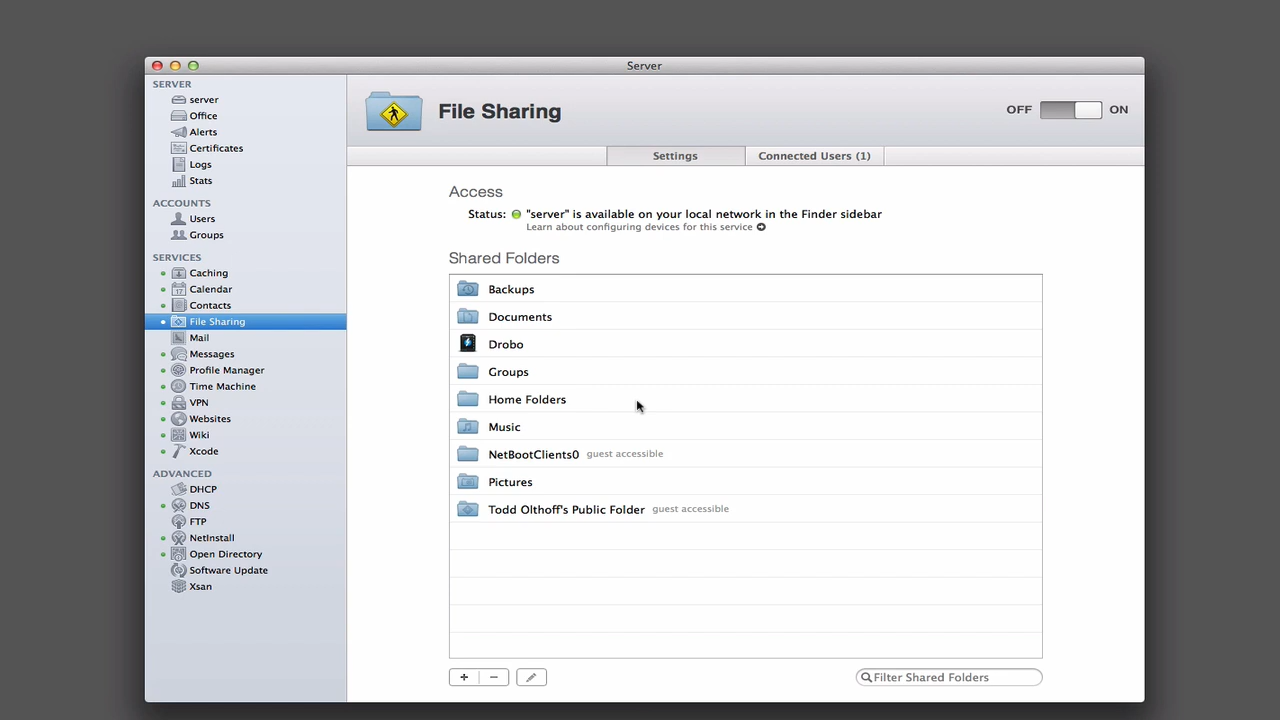 Server
SERVER
server
Office
Alerts
Certificates
Logs
Stats
ACCOUNTS
Users
Groups
SERVICES
Caching
17 Calendar
Contacts
File Sharing
Mail
Messages
Profile Manager
Time Machine
VPN
Websites
Wiki
Xcode
ADVANCED
DHCP
DNS
FTP
NetInstall
Open Directory
Software Update
Xsan
File Sharing
OFF ON
Settings
Connected Users (1)
Access
Status: "server" is available on your local network in the Finder sidebar
Learn about configuring devices for this service
Shared Folders
Backups
Documents
Drobo
Groups
Home Folders
Music
NetBootClients0 guest accessible
Pictures
Todd Olthoff's Public Folder guest accessible
+ −
Filter Shared Folders